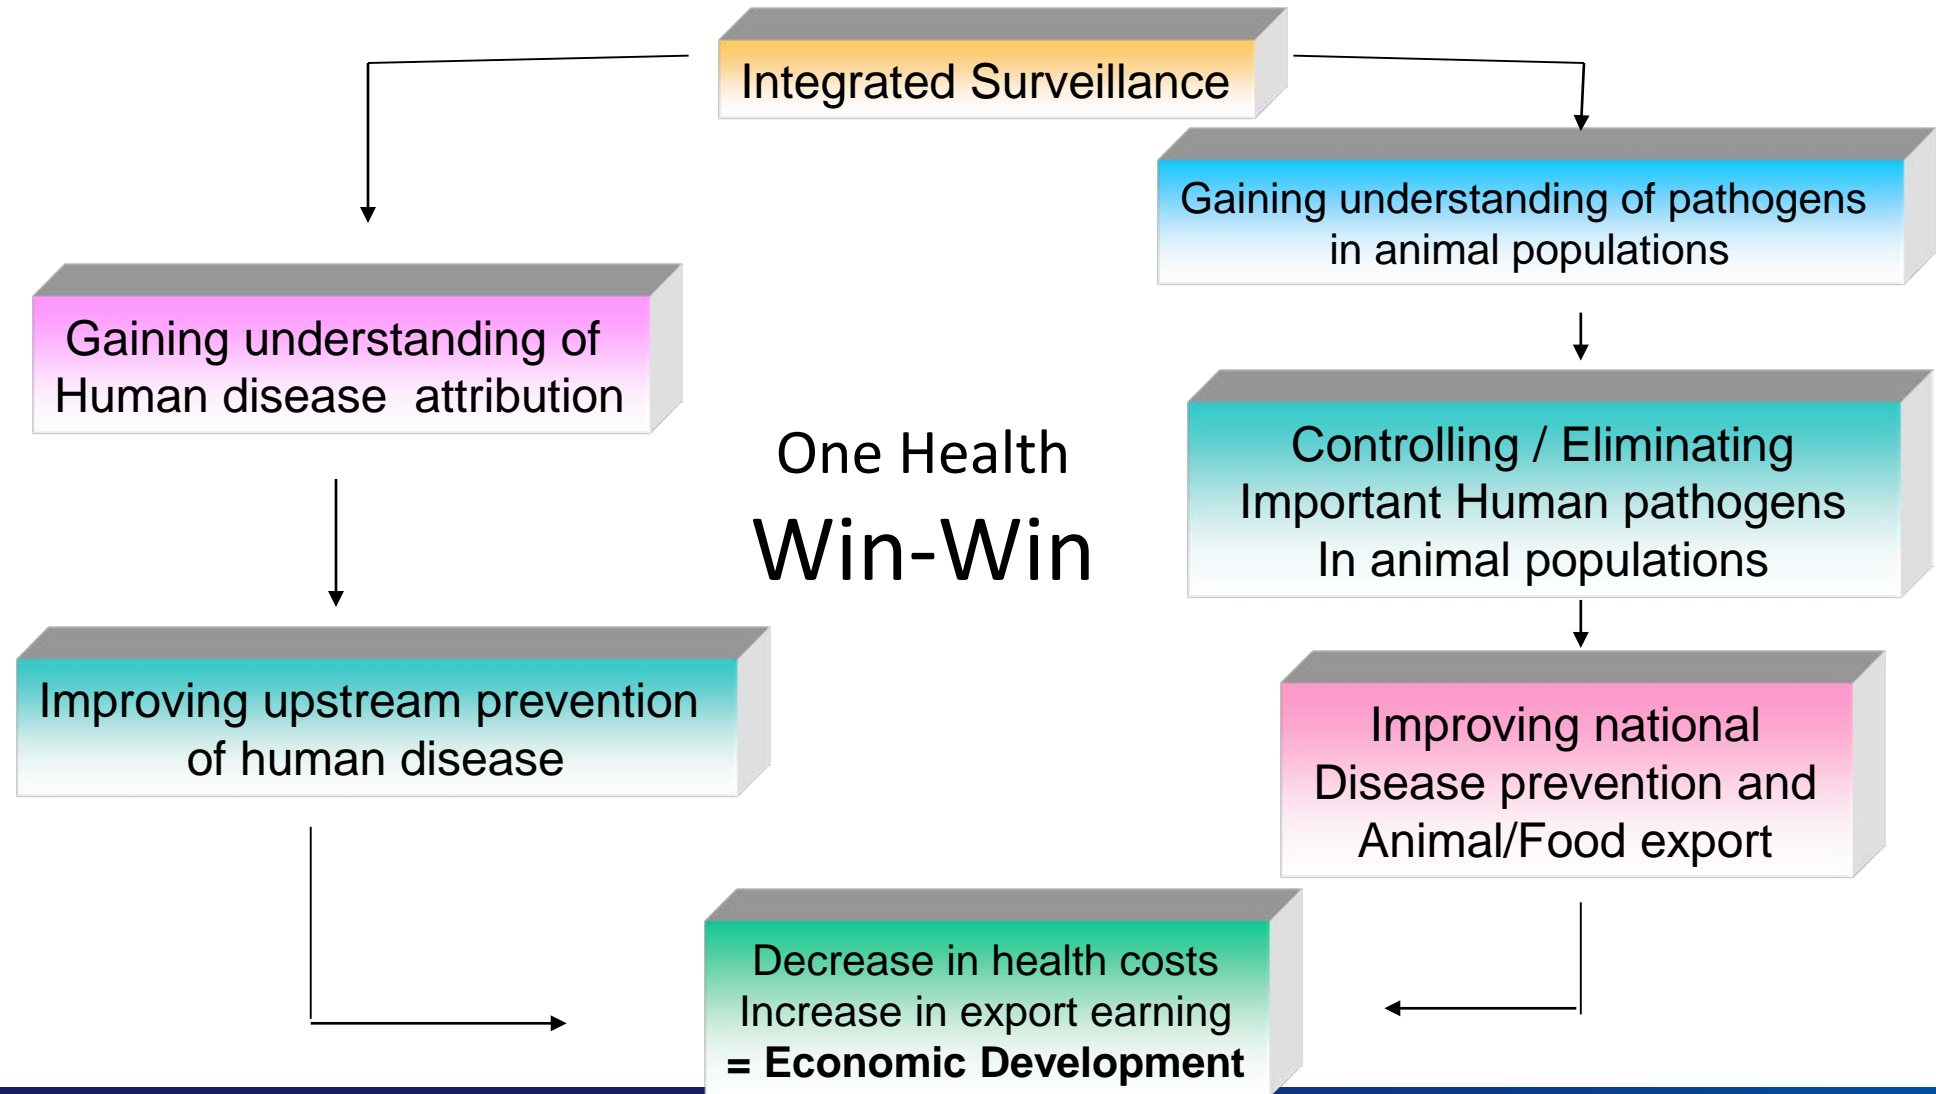 Integrated Surveillance
Gaining understanding of pathogens
in animal populations
Gaining understanding of
Human disease attribution
One Health
Win-Win
Controlling / Eliminating
Important Human pathogens
In animal populations
Improving upstream prevention
of human disease
Improving national
Disease prevention and
Animal/Food export
Decrease in health costs
Increase in export earning
= Economic Development